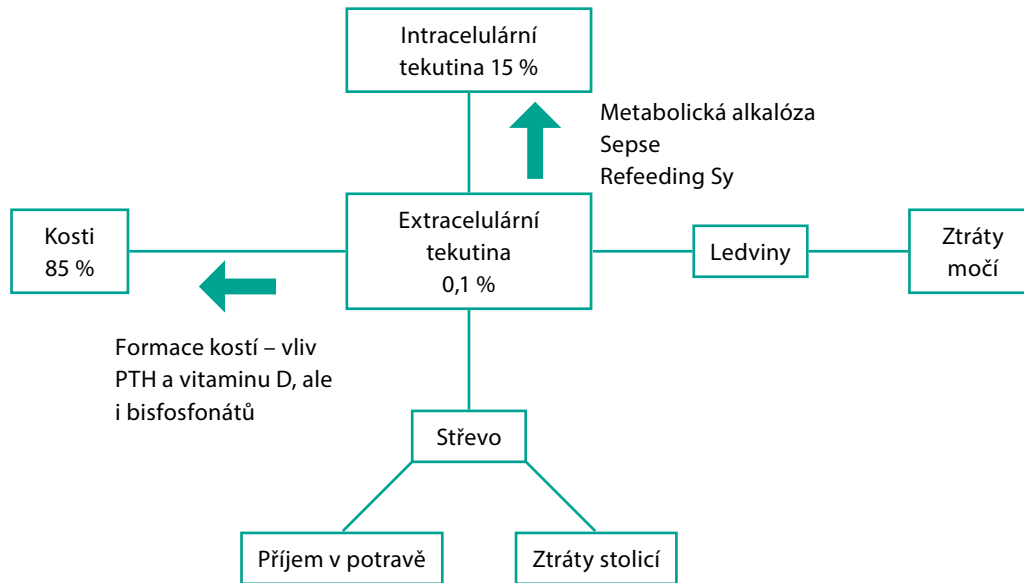 Intracelulární
tekutina 15 %
Metabolická alkalóza
Sepse
Refeeding Sy
Kosti
85 %
Extracelulární
tekutina
0,1 %
Ledviny
Ztráty
močí
Formace kostí – vliv
PTH a vitaminu D, ale
i bisfosfonátů
Střevo
Příjem v potravě
Ztráty stolicí